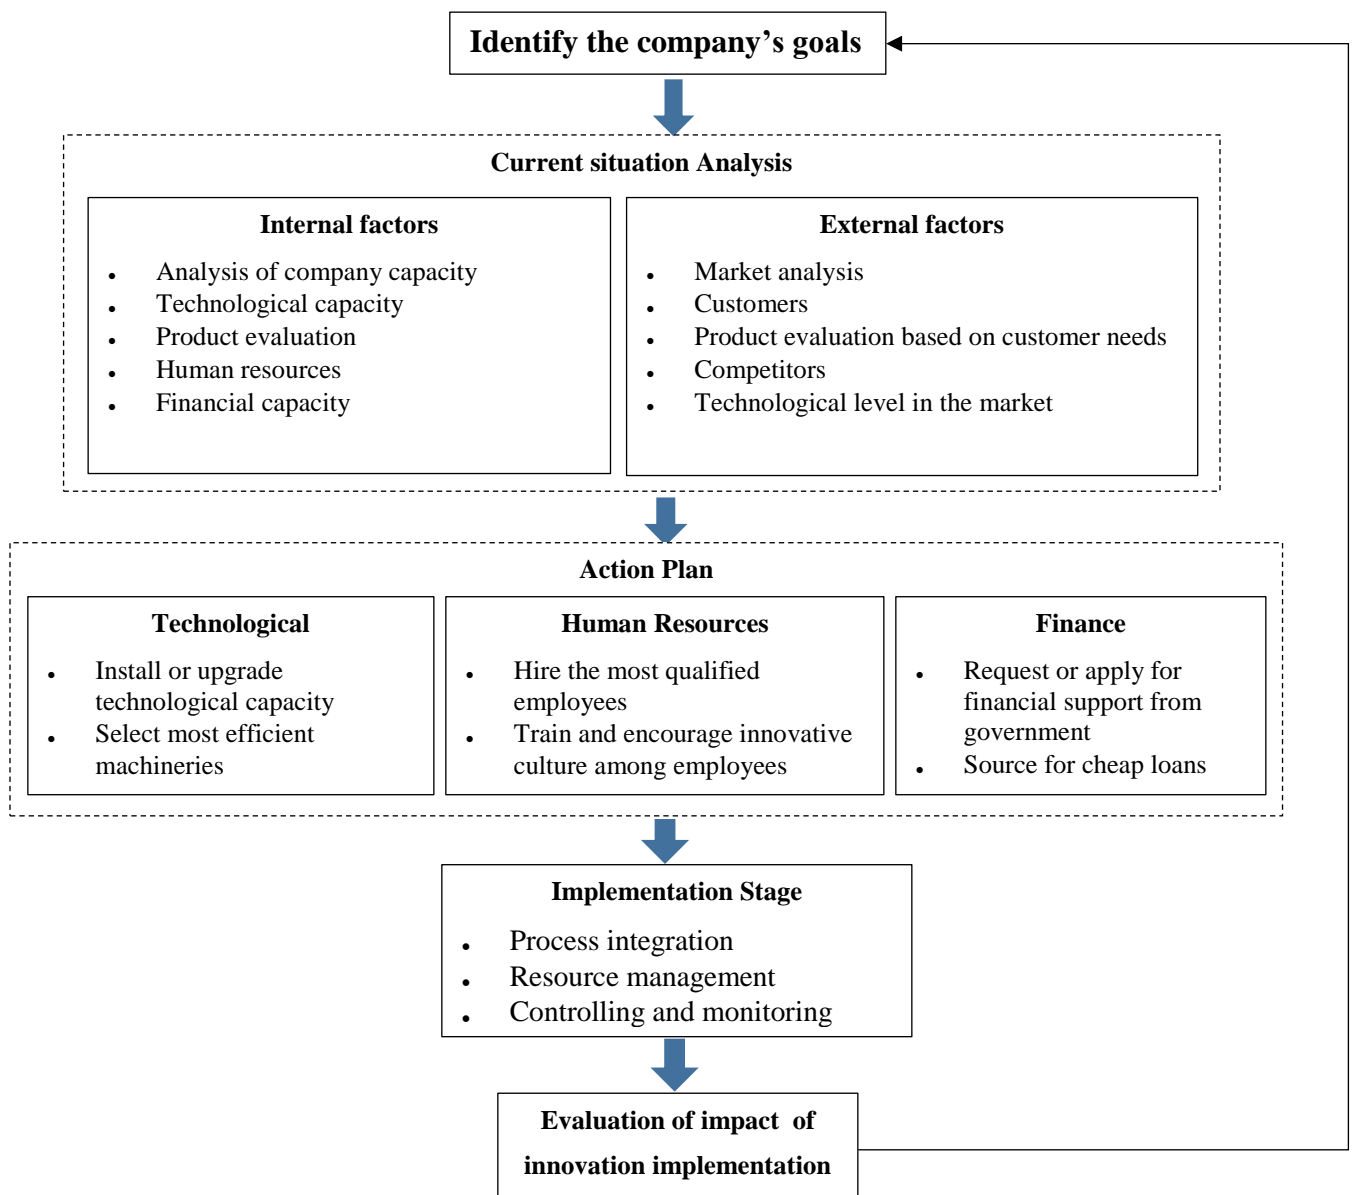 Identify the company’s goals
Current situation Analysis
Internal factors
• Analysis of company capacity
• Technological capacity
• Product evaluation
• Human resources
• Financial capacity
External factors
• Market analysis
• Customers
• Product evaluation based on customer needs
• Competitors
• Technological level in the market
Action Plan
Technological
• Install or upgrade
technological capacity
• Select most efficient
machineries
Human Resources
• Hire the most qualified
employees
• Train and encourage innovative
culture among employees
Finance
• Request or apply for
financial support from
government
• Source for cheap loans
Implementation Stage
• Process integration
• Resource management
• Controlling and monitoring
Evaluation of impact of
innovation implementation